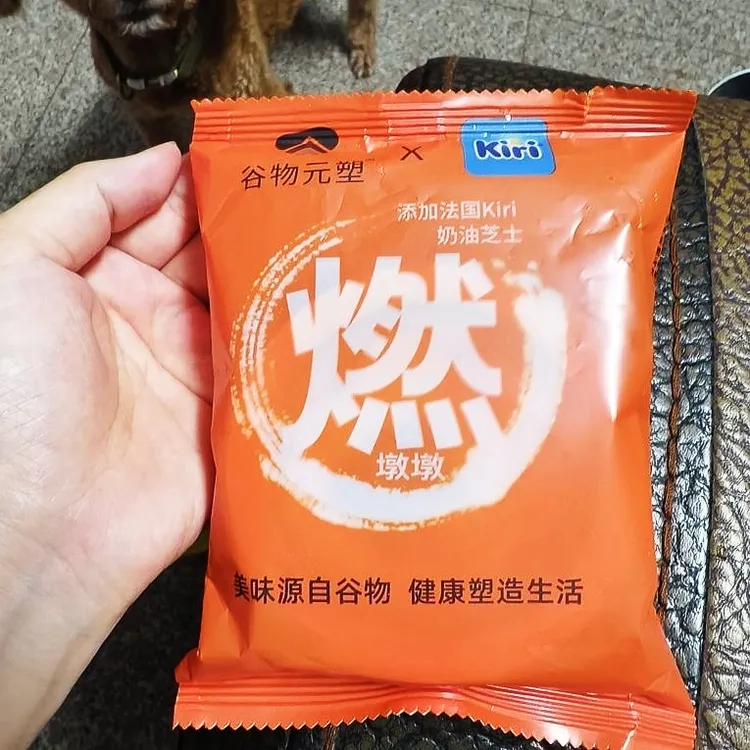 谷物元塑 × Kiri
添加法国Kiri
奶油芝士
燃
墩墩
美味源自谷物 健康塑造生活